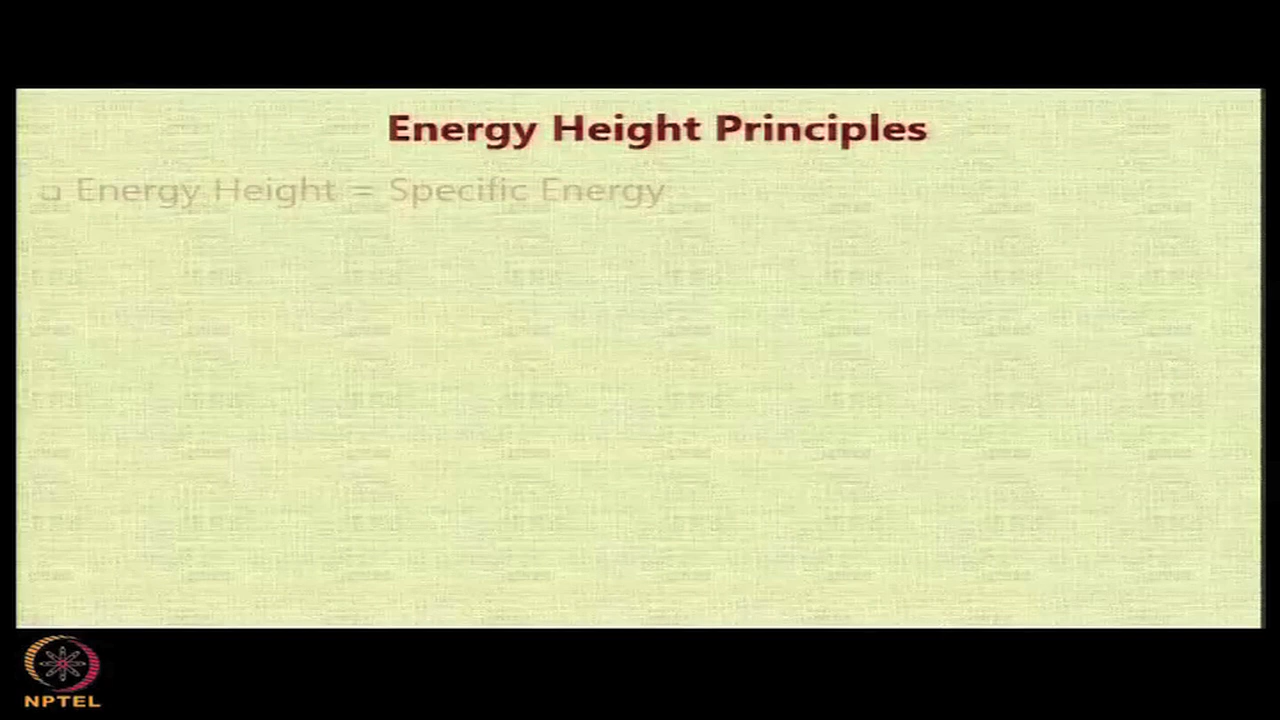 Energy Height Principles
❑ Energy Height = Specific Energy
NPTEL